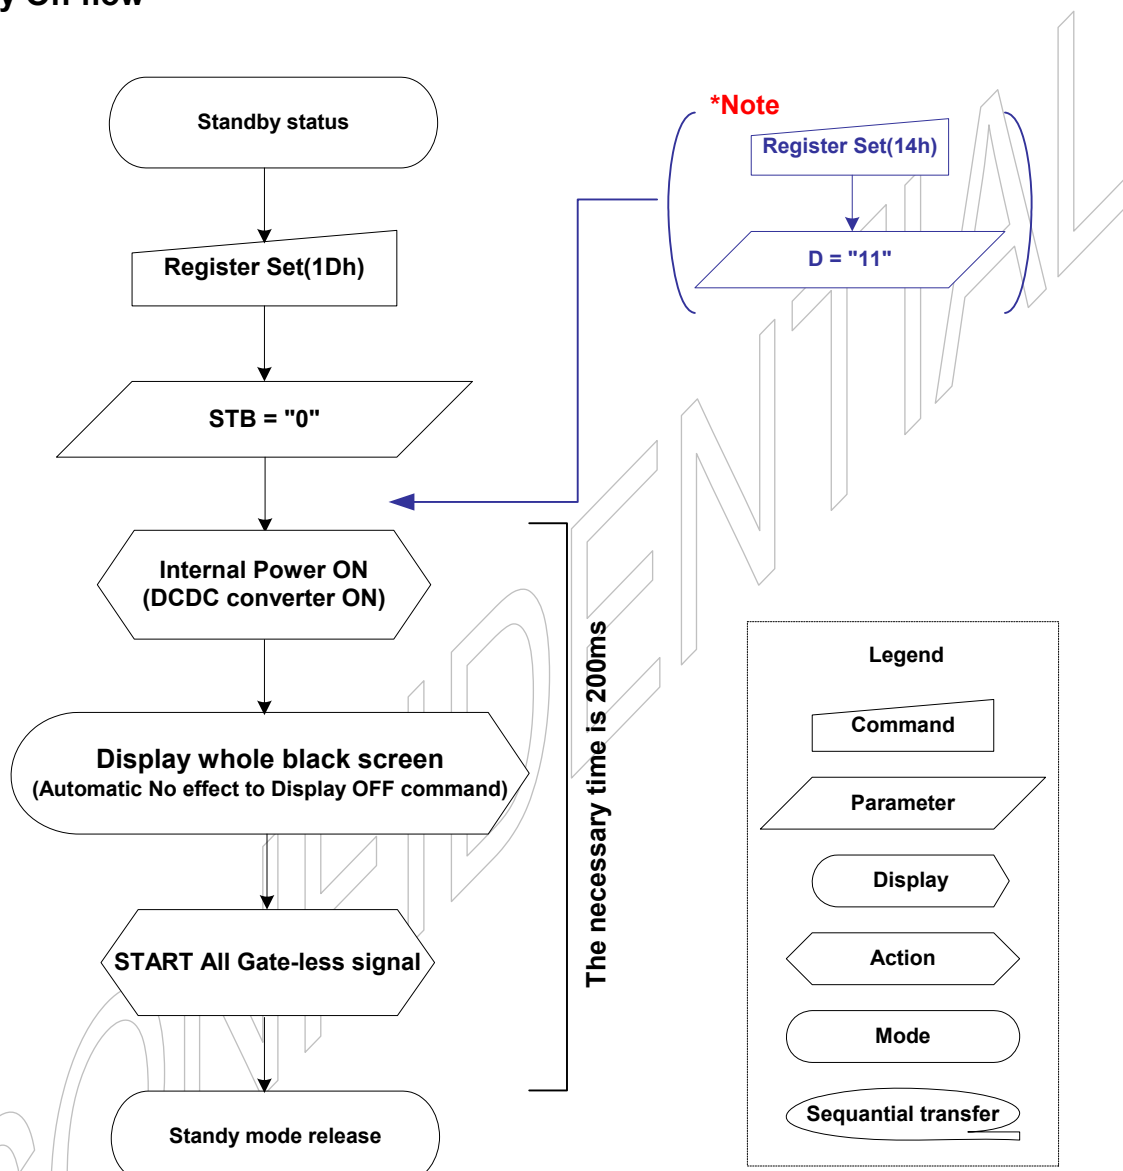 y Off flow
Standby status
Register Set(1Dh)
STB = "0"
Internal Power ON
(DCDC converter ON)
Display whole black screen
(Automatic No effect to Display OFF command)
START All Gate-less signal
Standy mode release
*Note
Register Set(14h)
D = "11"
The necessary time is 200ms
Legend
Command
Parameter
Display
Action
Mode
Sequantial transfer